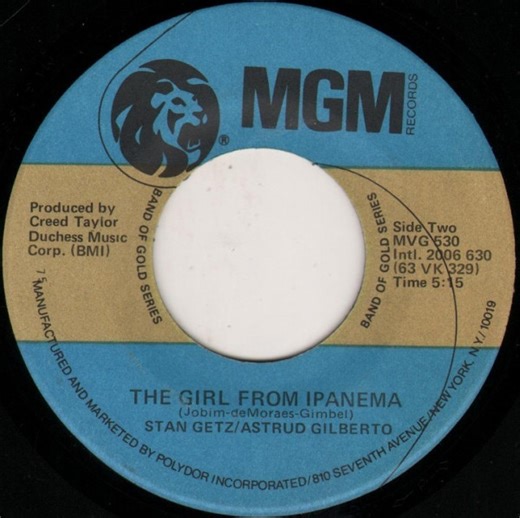 MGM
RECORDS
®
Produced by
Creed Taylor
Duchess Music
Corp. (BMI)
BAND OF GOLD SERIES
BAND OF GOLD SERIES
Side Two
MVG 530
Intl. 2006 630
(63 VK 329)
Time 5:15
THE GIRL FROM IPANEMA
(Jobim-deMoraes-Gimbel)
STAN GETZ/ASTRUD GILBERTO
MANUFACTURED AND MARKETED BY POLYDOR INCORPORATED/810 SEVENTH AVENUE/NEW YORK, N.Y./10019